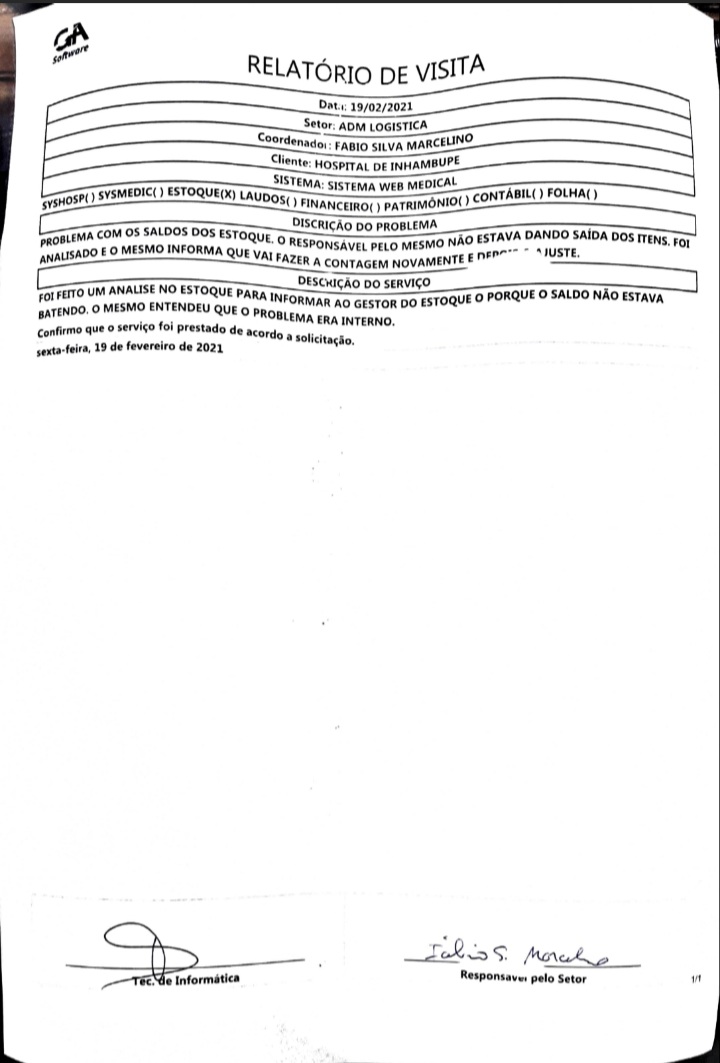 GA
Software
RELATÓRIO DE VISITA
Data: 19/02/2021
Setor: ADM LOGISTICA
Coordenador: FABIO SILVA MARCELINO
Cliente: HOSPITAL DE INHAMBUPE
SISTEMA: SISTEMA WEB MEDICAL
SYSHOSP( ) SYSMEDIC( ) ESTOQUE(X) LAUDOS( ) FINANCEIRO( ) PATRIMÔNIO( ) CONTÁBIL( ) FOLHA( )
DISCRIÇÃO DO PROBLEMA
PROBLEMA COM OS SALDOS DOS ESTOQUE. O RESPONSÁVEL PELO MESMO NÃO ESTAVA DANDO SAÍDA DOS ITENS. FOI
ANALISADO E O MESMO INFORMA QUE VAI FAZER A CONTAGEM NOVAMENTE E AJUSTE.
DESCRIÇÃO DO SERVIÇO
FOI FEITO UM ANALISE NO ESTOQUE PARA INFORMAR AO GESTOR DO ESTOQUE O PORQUE O SALDO NÃO ESTAVA
BATENDO. O MESMO ENTENDEU QUE O PROBLEMA ERA INTERNO.
Confirmo que o serviço foi prestado de acordo a solicitação.
sexta-feira, 19 de fevereiro de 2021
Fábio S.
Tec. de Informática
Responsavel pelo Setor
1/1